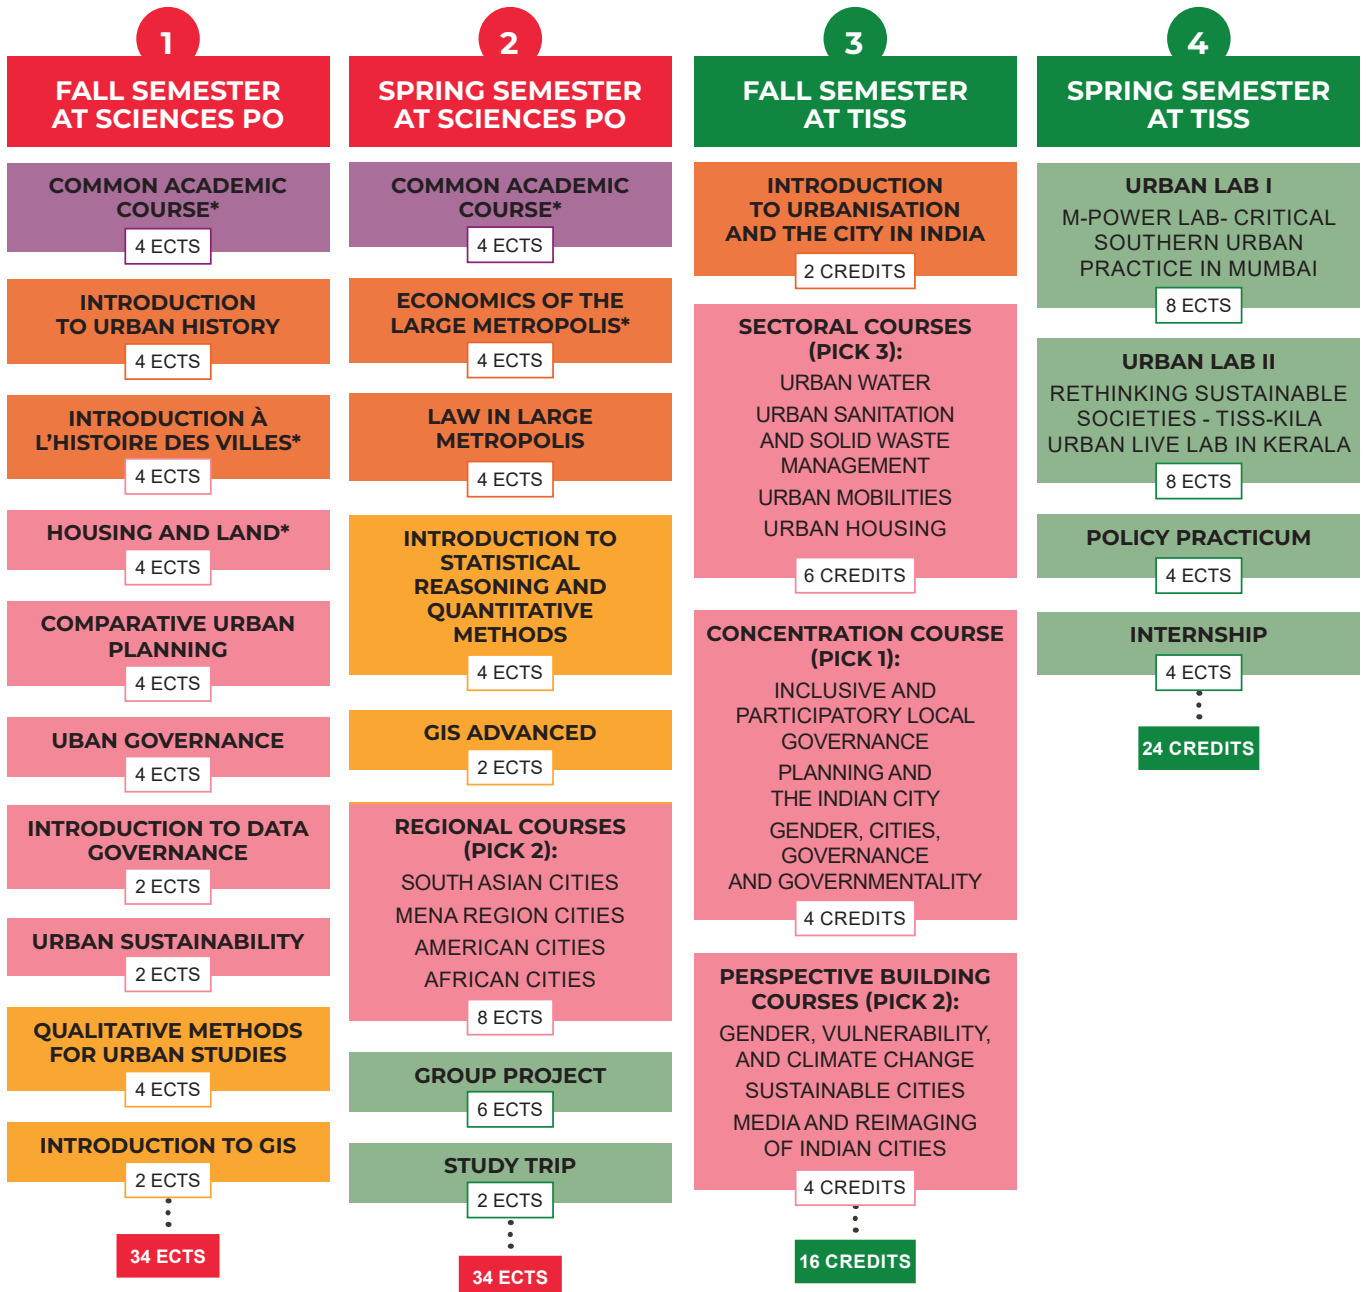 1
FALL SEMESTER
AT SCIENCES PO
COMMON ACADEMIC
COURSE*
4 ECTS
INTRODUCTION
TO URBAN HISTORY
4 ECTS
INTRODUCTION À
L'HISTOIRE DES VILLES*
4 ECTS
HOUSING AND LAND*
4 ECTS
COMPARATIVE URBAN
PLANNING
4 ECTS
UBAN GOVERNANCE
4 ECTS
INTRODUCTION TO DATA
GOVERNANCE
2 ECTS
URBAN SUSTAINABILITY
2 ECTS
QUALITATIVE METHODS
FOR URBAN STUDIES
4 ECTS
INTRODUCTION TO GIS
2 ECTS
34 ECTS
2
SPRING SEMESTER
AT SCIENCES PO
COMMON ACADEMIC
COURSE*
4 ECTS
ECONOMICS OF THE
LARGE METROPOLIS*
4 ECTS
LAW IN LARGE
METROPOLIS
4 ECTS
INTRODUCTION TO
STATISTICAL
REASONING AND
QUANTITATIVE
METHODS
4 ECTS
GIS ADVANCED
2 ECTS
REGIONAL COURSES
(PICK 2):
SOUTH ASIAN CITIES
MENA REGION CITIES
AMERICAN CITIES
AFRICAN CITIES
8 ECTS
GROUP PROJECT
6 ECTS
STUDY TRIP
2 ECTS
34 ECTS
3
FALL SEMESTER
AT TISS
INTRODUCTION
TO URBANISATION
AND THE CITY IN INDIA
2 CREDITS
SECTORAL COURSES
(PICK 3):
URBAN WATER
URBAN SANITATION
AND SOLID WASTE
MANAGEMENT
URBAN MOBILITIES
URBAN HOUSING
6 CREDITS
CONCENTRATION COURSE
(PICK 1):
INCLUSIVE AND
PARTICIPATORY LOCAL
GOVERNANCE
PLANNING AND
THE INDIAN CITY
GENDER, CITIES,
GOVERNANCE
AND GOVERNMENTALITY
4 CREDITS
PERSPECTIVE BUILDING
COURSES (PICK 2):
GENDER, VULNERABILITY,
AND CLIMATE CHANGE
SUSTAINABLE CITIES
MEDIA AND REIMAGING
OF INDIAN CITIES
4 CREDITS
16 CREDITS
4
SPRING SEMESTER
AT TISS
URBAN LAB I
M-POWER LAB- CRITICAL
SOUTHERN URBAN
PRACTICE IN MUMBAI
8 ECTS
URBAN LAB II
RETHINKING SUSTAINABLE
SOCIETIES - TISS-KILA
URBAN LIVE LAB IN KERALA
8 ECTS
POLICY PRACTICUM
4 ECTS
INTERNSHIP
4 ECTS
24 CREDITS